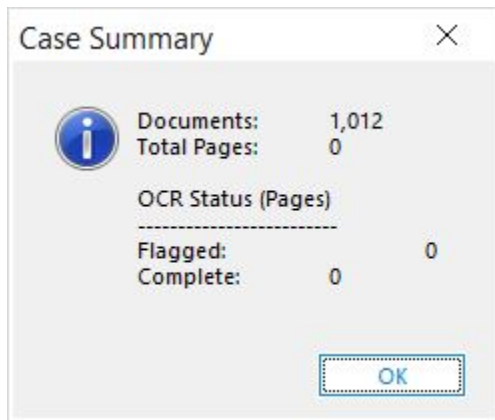 Case Summary
Documents: 1,012
Total Pages: 0
OCR Status (Pages)
-------------------------
Flagged: 0
Complete: 0
OK